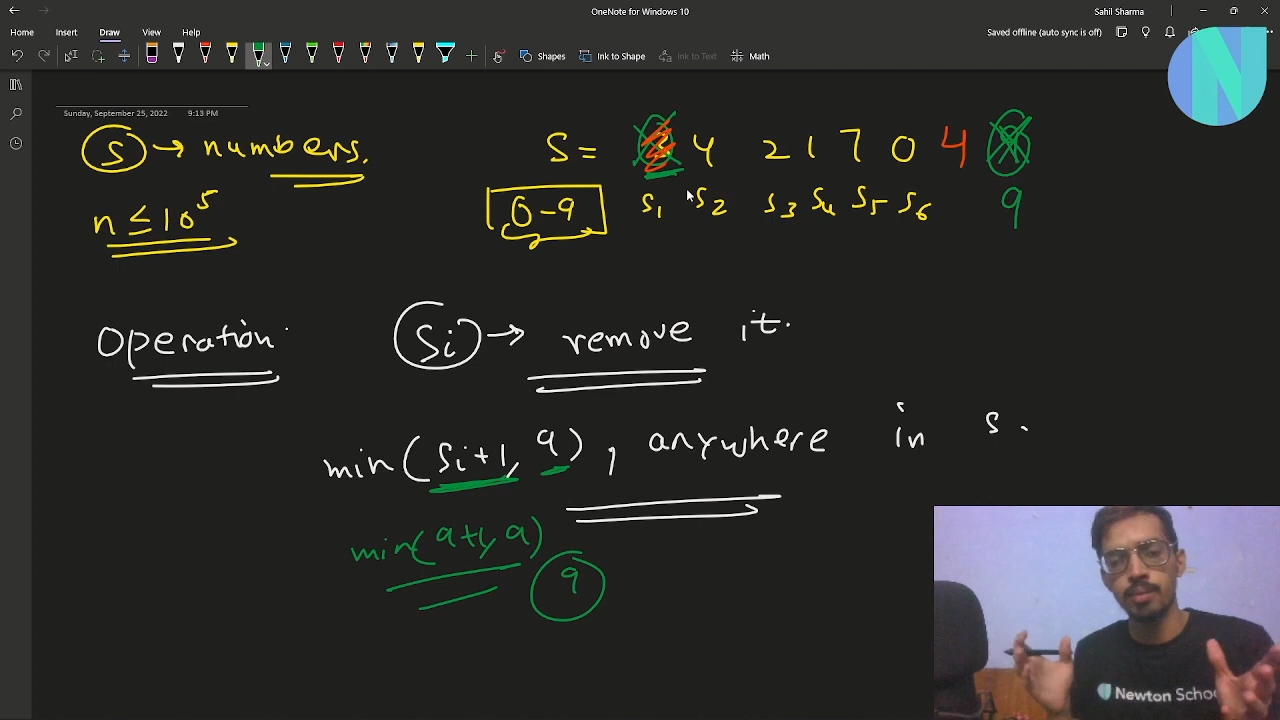 OneNote for Windows 10
Sahil Sharma
Home Insert Draw View Help
Saved offline (auto sync is off)
Shapes Ink to Shape Ink to Text Math
Sunday, September 25, 2022 9:13 PM
S → numbers.
S = 4 2 1 7 0 4
0-9 S1 S2 S3 S4 S5 S6 9
n ≤ 10^5
Operation Si → remove it.
min(Si+1, 9), anywhere in s.
min(9+1, 9)
9
N
Newton Schoo